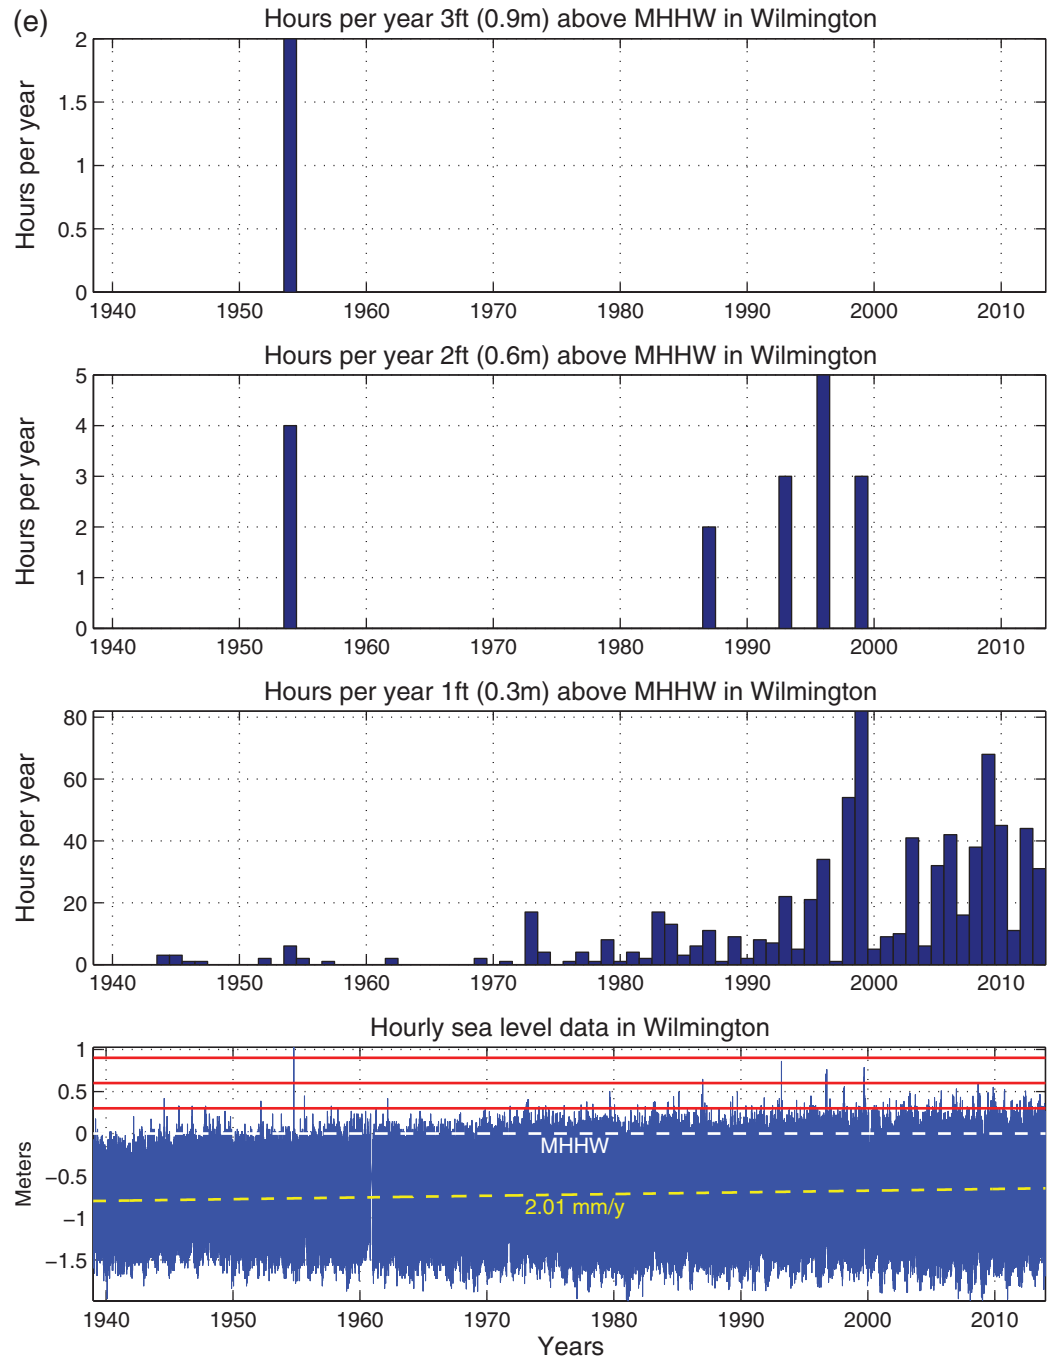 (e)
Hours per year 3ft (0.9m) above MHHW in Wilmington
Hours per year
2
1.5
1
0.5
0
1940 1950 1960 1970 1980 1990 2000 2010
Hours per year 2ft (0.6m) above MHHW in Wilmington
Hours per year
5
4
3
2
1
0
1940 1950 1960 1970 1980 1990 2000 2010
Hours per year 1ft (0.3m) above MHHW in Wilmington
Hours per year
80
60
40
20
0
1940 1950 1960 1970 1980 1990 2000 2010
Hourly sea level data in Wilmington
Meters
1
0.5
0
−0.5
−1
−1.5
MHHW
2.01 mm/y
1940 1950 1960 1970 1980 1990 2000 2010
Years